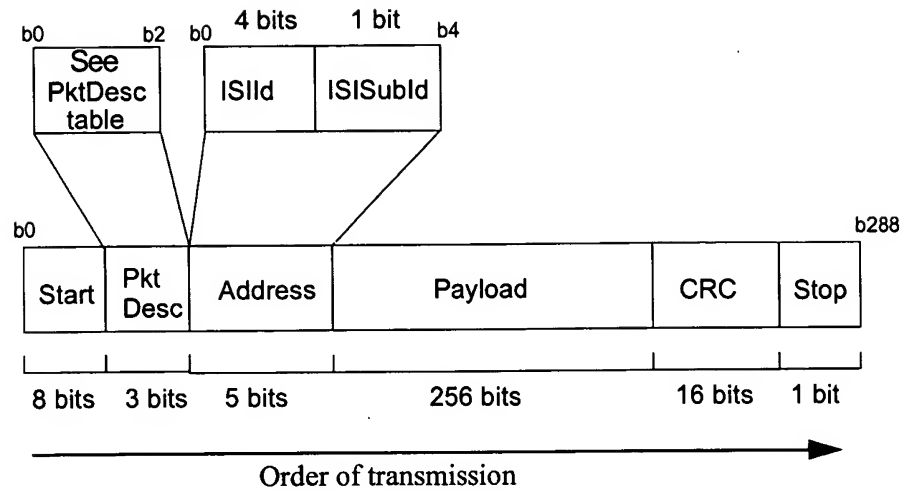 4 bits 1 bit
b0 b2 b0 b4
See
PktDesc
table
ISIId ISISubId
b0 b288
Start Pkt Desc Address Payload CRC Stop
8 bits 3 bits 5 bits 256 bits 16 bits 1 bit
Order of transmission